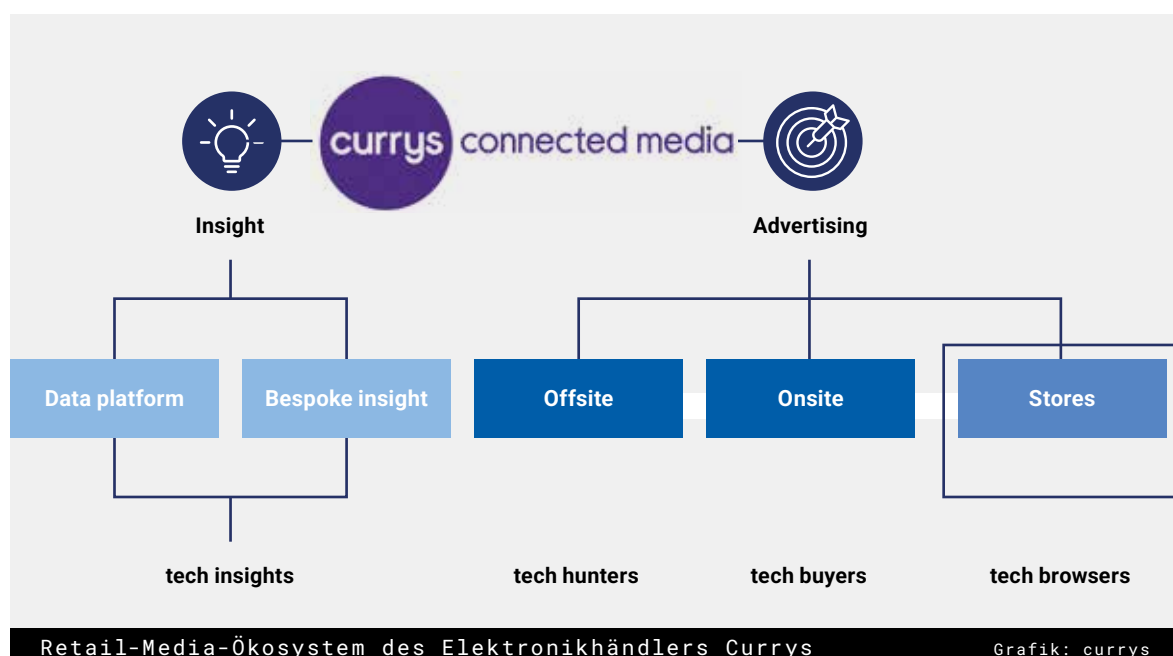 currys connected media
Insight
Advertising
Data platform
Bespoke insight
Offsite
Onsite
Stores
tech insights
tech hunters
tech buyers
tech browsers
Retail-Media-Ökosystem des Elektronikhändlers Currys
Grafik: currys